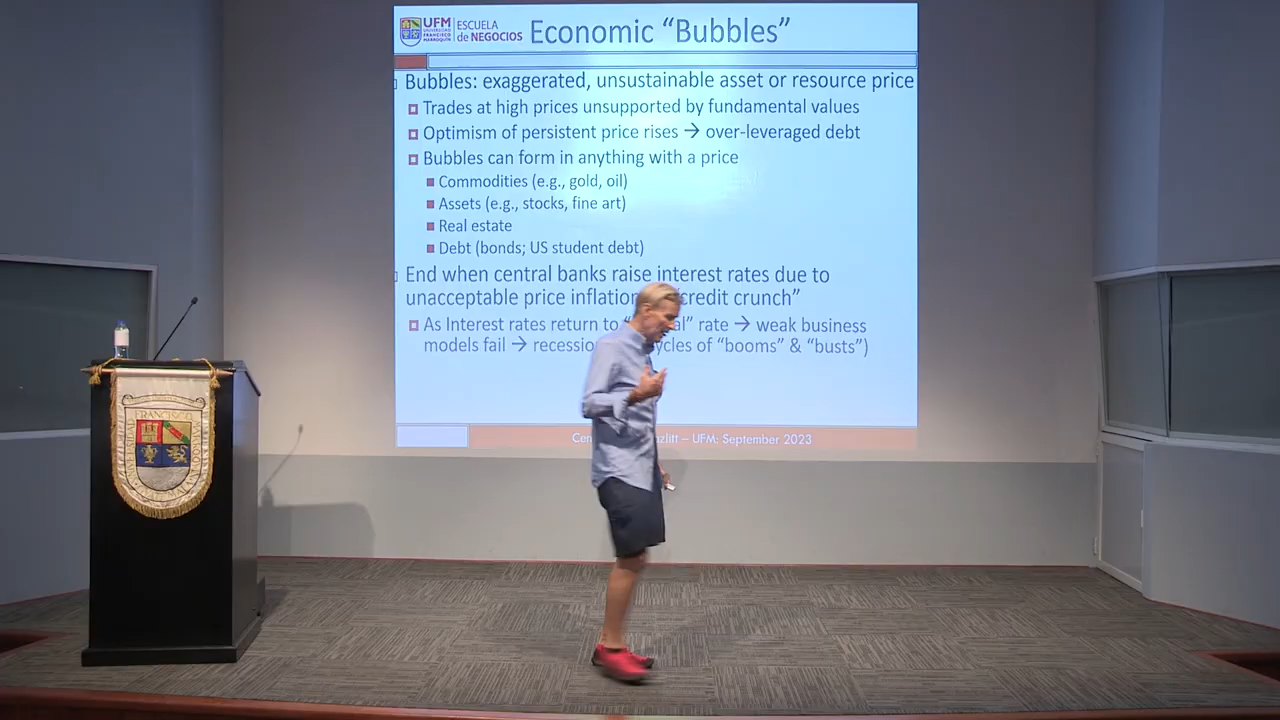 UFM
UNIVERSIDAD
FRANCISCO
MARROQUÍN
ESCUELA
de NEGOCIOS
Economic “Bubbles”
Bubbles: exaggerated, unsustainable asset or resource price
Trades at high prices unsupported by fundamental values
Optimism of persistent price rises → over-leveraged debt
Bubbles can form in anything with a price
Commodities (e.g., gold, oil)
Assets (e.g., stocks, fine art)
Real estate
Debt (bonds; US student debt)
End when central banks raise interest rates due to
unacceptable price inflation credit crunch”
As Interest rates return to rate → weak business
models fail → of “booms” & “busts”)
– UFM: September 2023
FRANCISCO